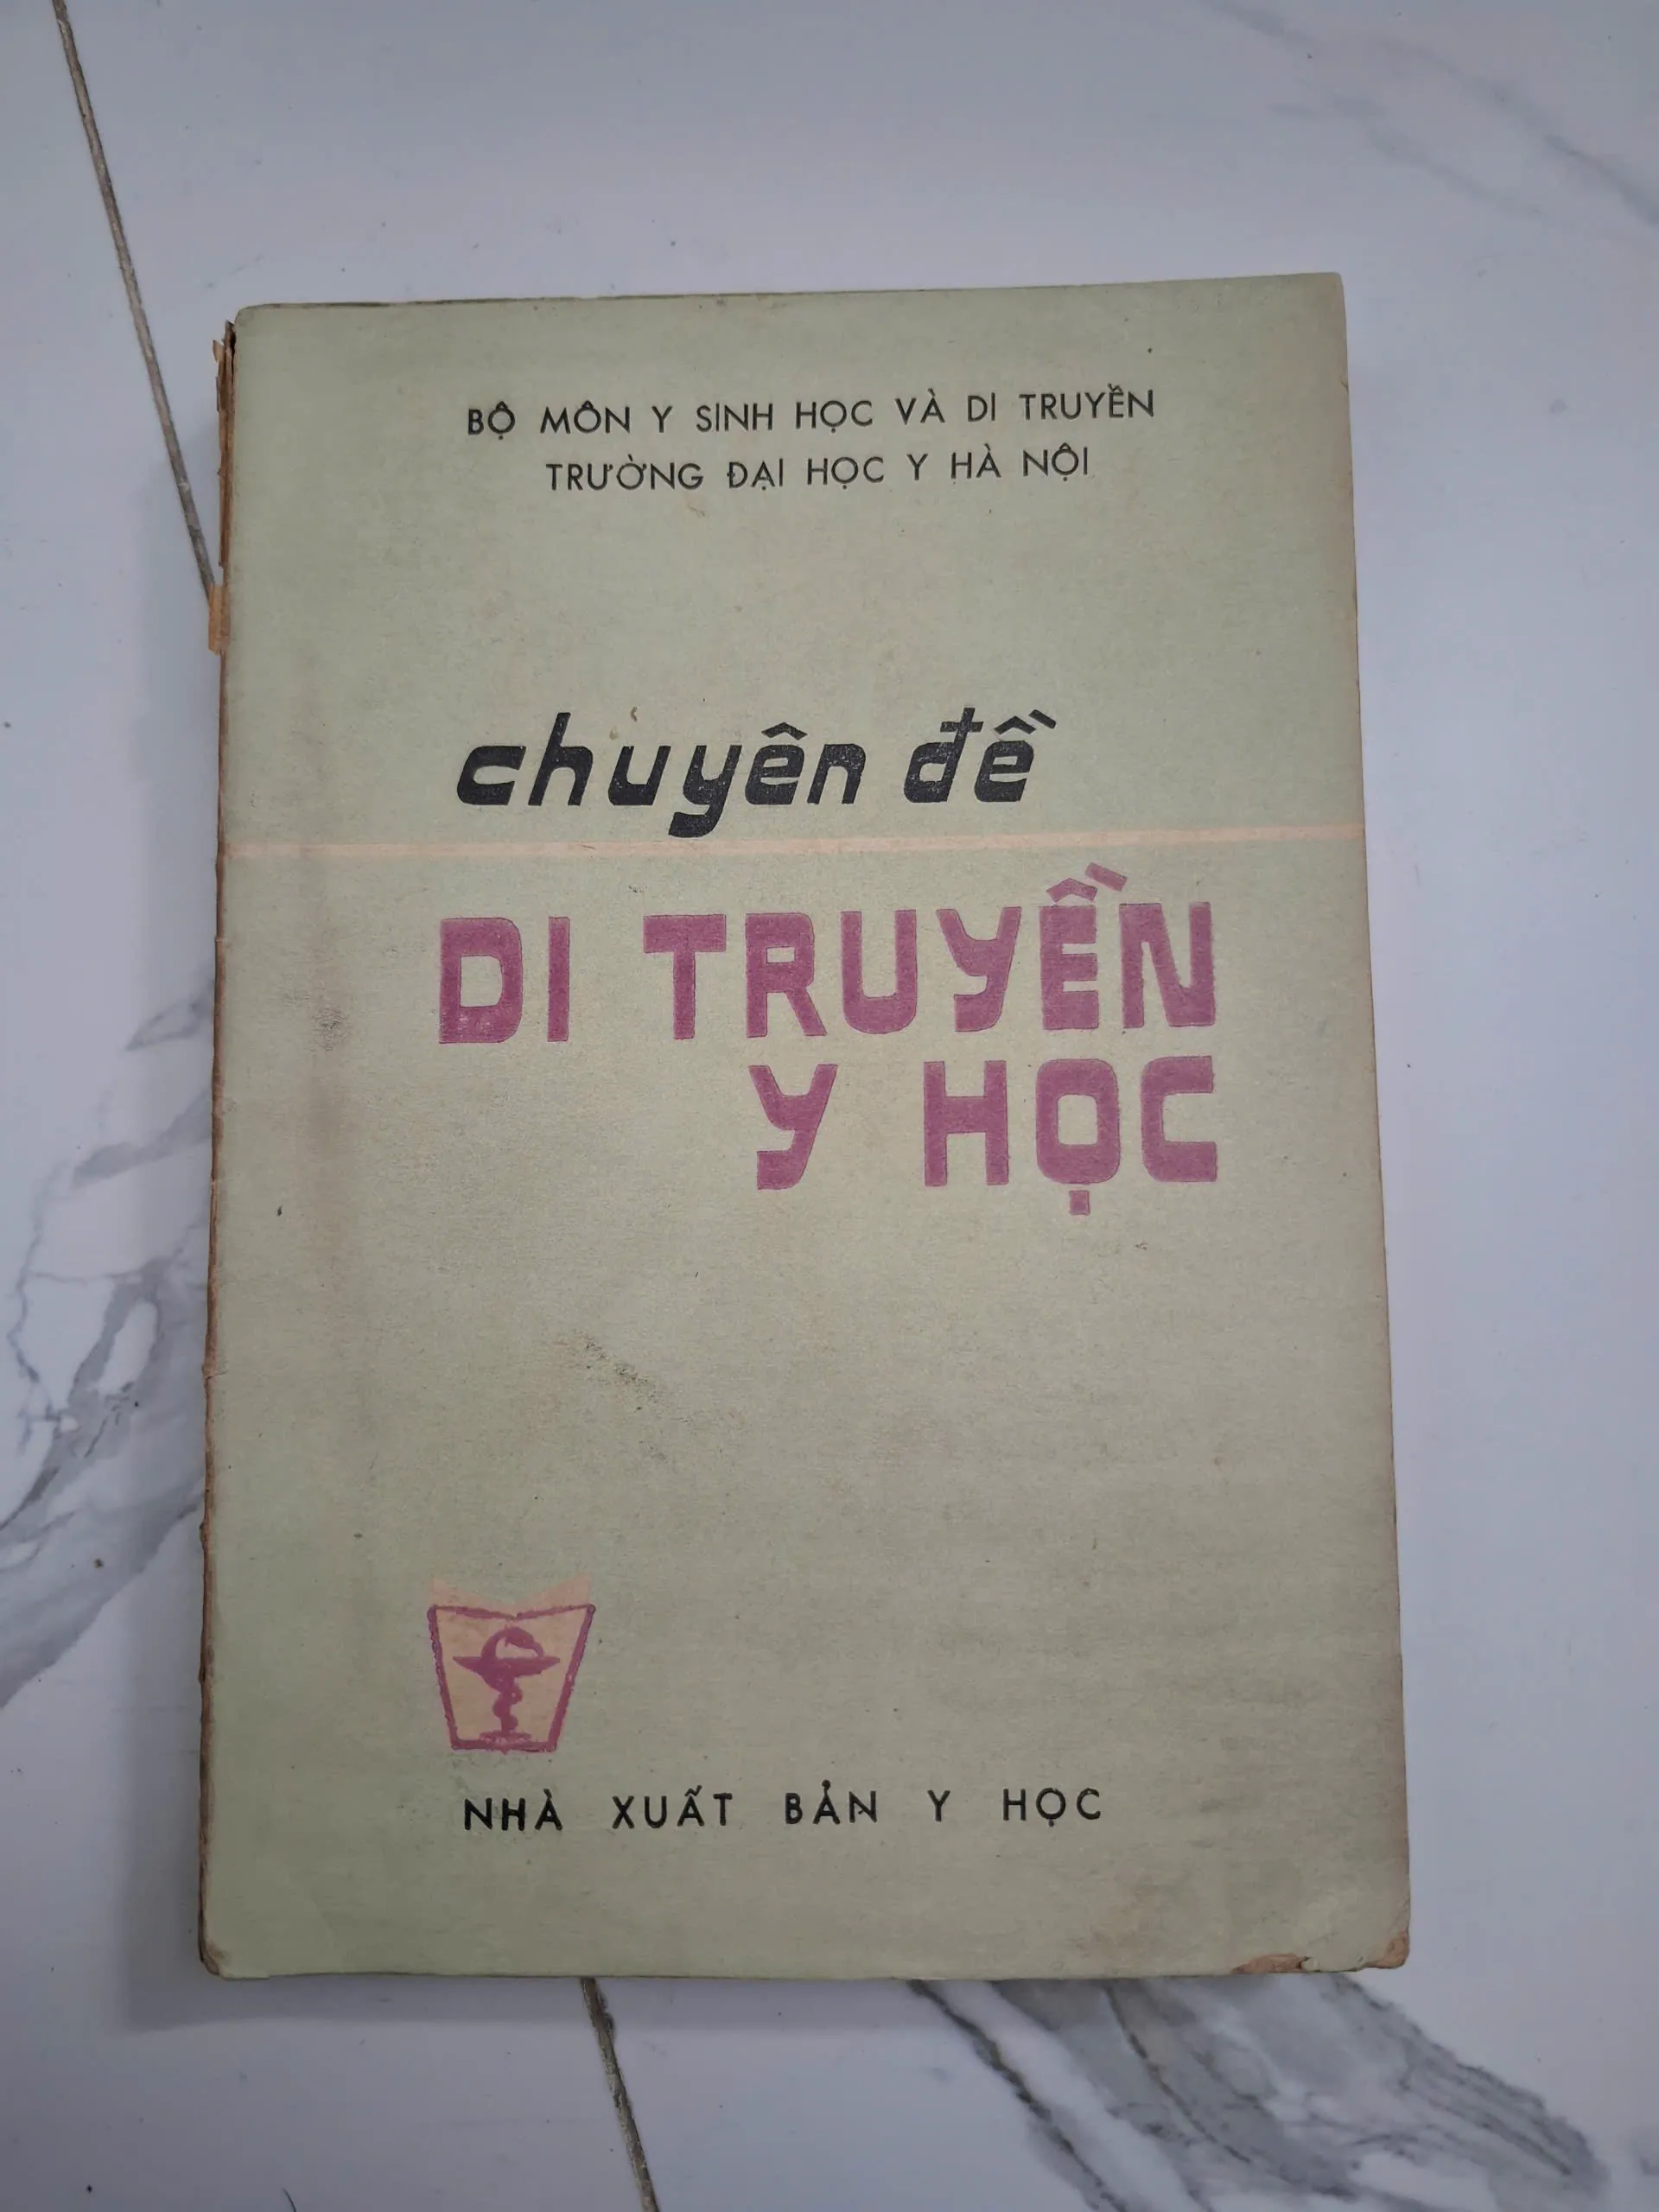 BỘ MÔN Y SINH HỌC VÀ DI TRUYỀN
TRƯỜNG ĐẠI HỌC Y HÀ NỘI
chuyên đề
DI TRUYỀN
Y HỌC
NHÀ XUẤT BẢN Y HỌC